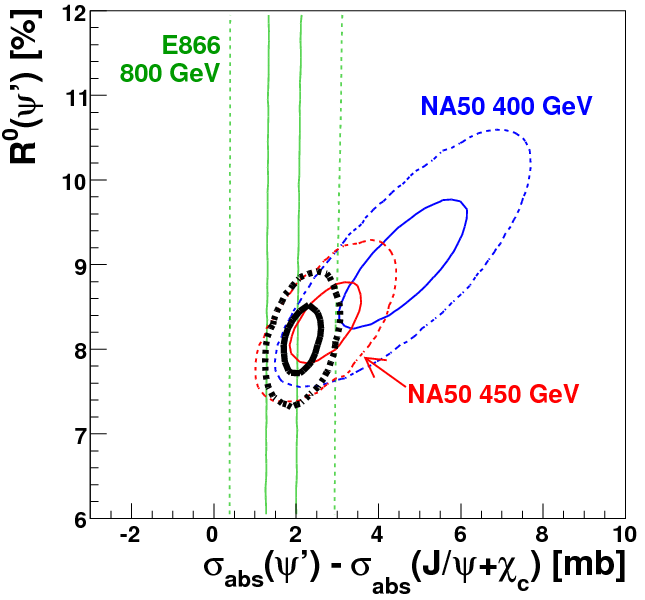 R⁰(ψ') [%]
12
11
10
9
8
7
6
E866
800 GeV
NA50 400 GeV
NA50 450 GeV
-2 0 2 4 6 8 10
σabs(ψ') - σabs(J/ψ+χc) [mb]